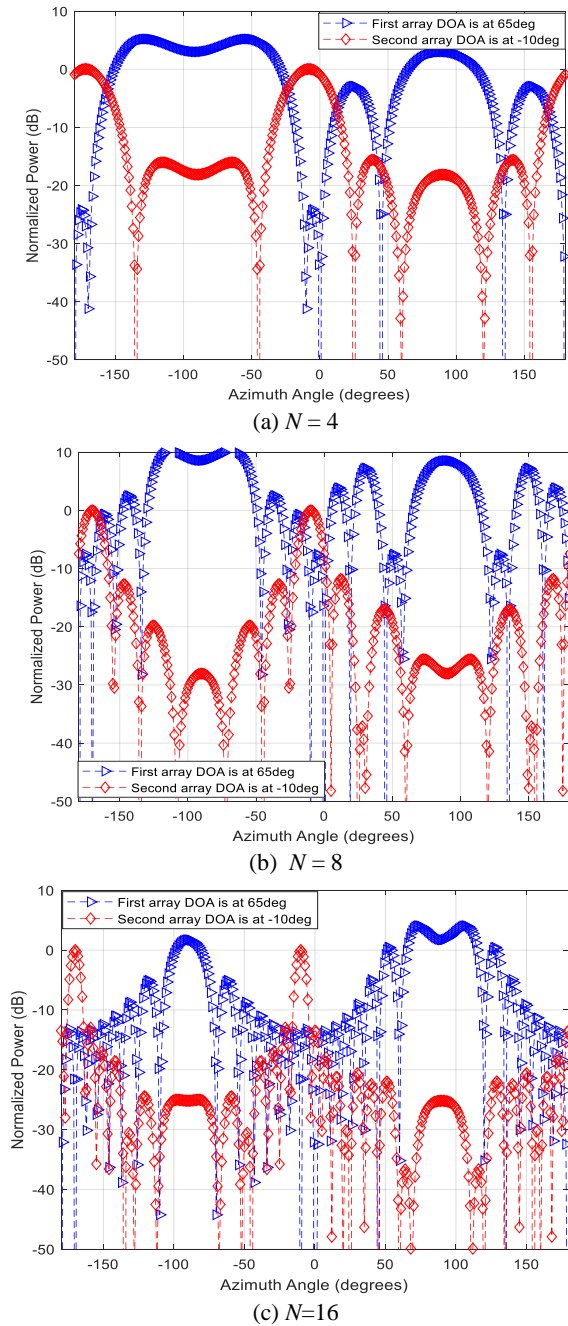 10
0
-10
-20
-30
-40
-50
Normalized Power (dB)
First array DOA is at 65deg
Second array DOA is at -10deg
-150 -100 -50 0 50 100 150
Azimuth Angle (degrees)
(a) N = 4
10
0
-10
-20
-30
-40
-50
Normalized Power (dB)
First array DOA is at 65deg
Second array DOA is at -10deg
-150 -100 -50 0 50 100 150
Azimuth Angle (degrees)
(b) N = 8
10
0
-10
-20
-30
-40
-50
Normalized Power (dB)
First array DOA is at 65deg
Second array DOA is at -10deg
-150 -100 -50 0 50 100 150
Azimuth Angle (degrees)
(c) N=16